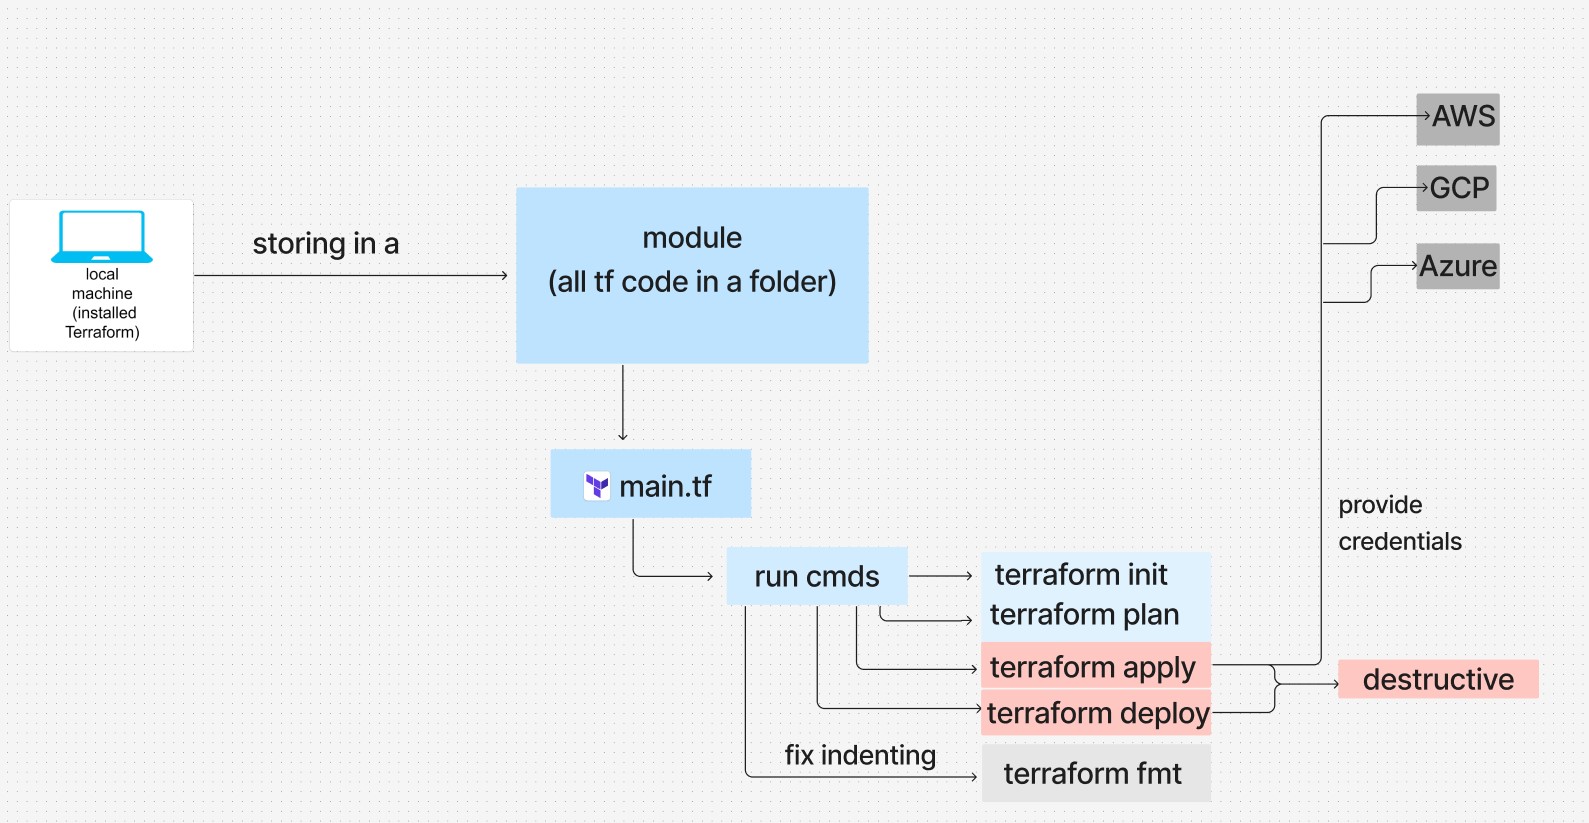 local
machine
(installed
Terraform)
storing in a
module
(all tf code in a folder)
main.tf
run cmds
terraform init
terraform plan
terraform apply
terraform deploy
fix indenting
terraform fmt
AWS
GCP
Azure
provide
credentials
destructive